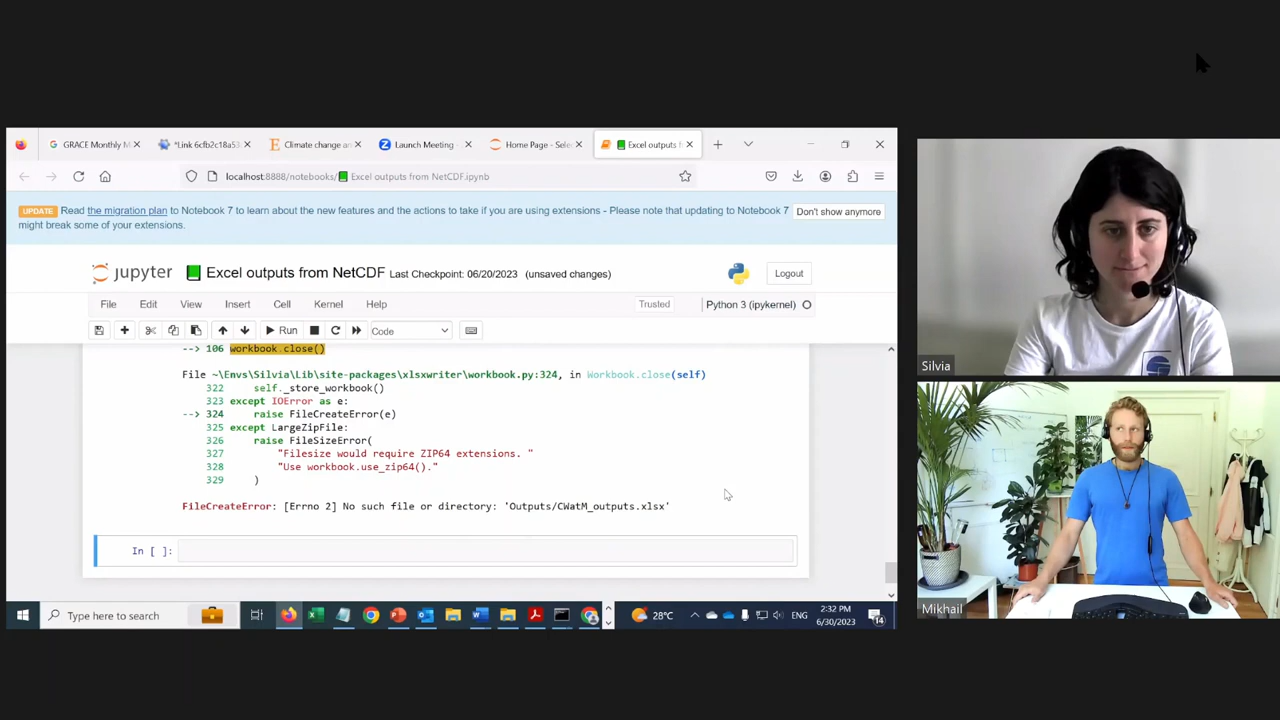 GRACE Monthly M
*Link 6cfb2c18a53
Climate change an
Launch Meeting -
Home Page - Sele
Excel outputs f
localhost:8888/notebooks/ Excel outputs from NetCDF.ipynb
UPDATE Read the migration plan to Notebook 7 to learn about the new features and the actions to take if you are using extensions - Please note that updating to Notebook 7
might break some of your extensions.
Don't show anymore
jupyter Excel outputs from NetCDF Last Checkpoint: 06/20/2023 (unsaved changes)
Logout
File Edit View Insert Cell Kernel Help
Trusted
Python 3 (ipykernel)
Run
Code
--> 106 workbook.close()
File ~\Envs\Silvia\Lib\site-packages\xlsxwriter\workbook.py:324, in Workbook.close(self)
322 self._store_workbook()
323 except IOError as e:
--> 324 raise FileCreateError(e)
325 except LargeZipFile:
326 raise FileSizeError(
327 "Filesize would require ZIP64 extensions. "
328 "Use workbook.use_zip64()."
329 )
FileCreateError: [Errno 2] No such file or directory: 'Outputs/CWatM_outputs.xlsx'
In [ ]:
Type here to search
28°C
ENG
2:32 PM
6/30/2023
14
Silvia
Mikhail